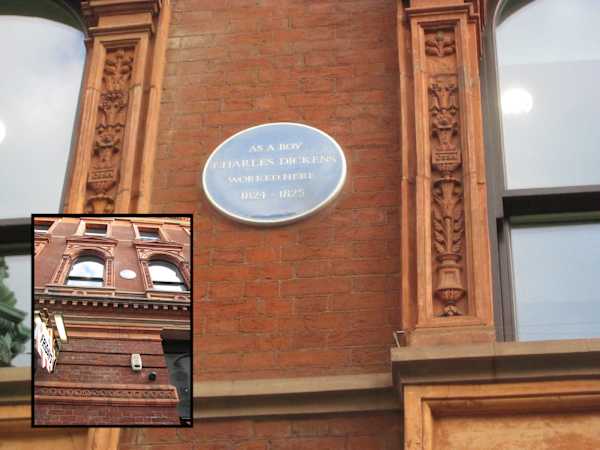 AS A BOY
CHARLES DICKENS
WORKED HERE
1824 - 1825